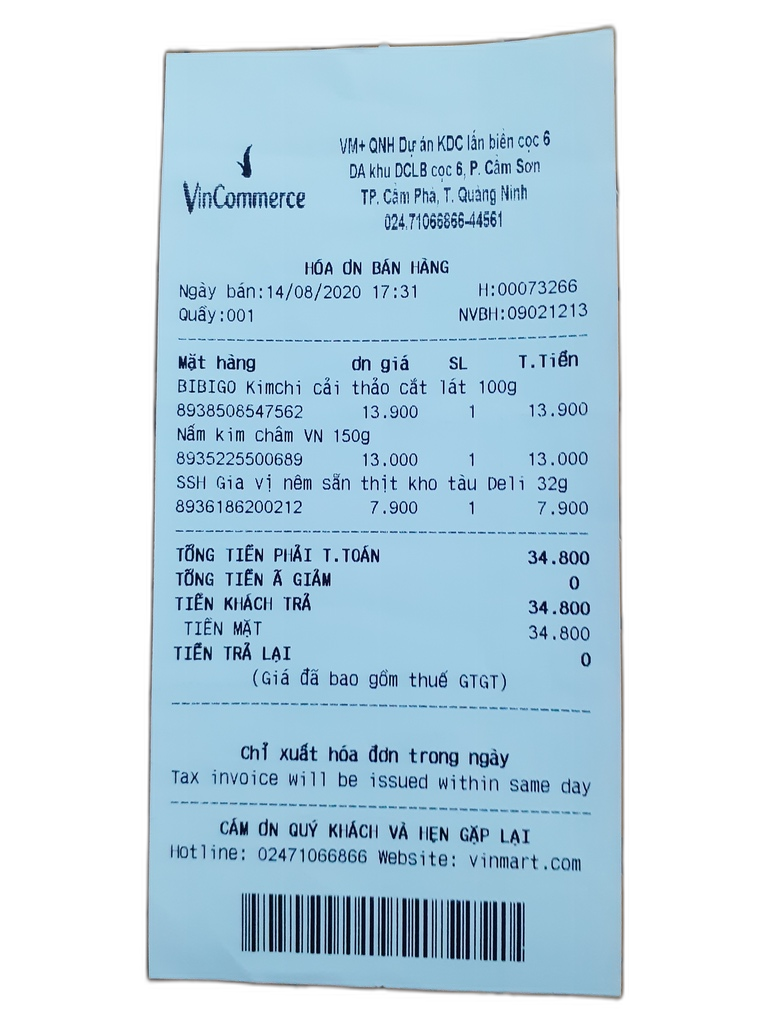 VinCommerce
VM+ QNH Dự án KDC lấn biển cọc 6
DA khu DCLB cọc 6, P. Cẩm Sơn
TP. Cẩm Phả, T. Quảng Ninh
024.71066866-44561
HÓA ƠN BÁN HÀNG
Ngày bán:14/08/2020 17:31 H:00073266
Quầy:001 NVBH:09021213
Mặt hàng ơn giá SL T.Tiền
BIBIGO Kimchi cải thảo cắt lát 100g
8938508547562 13.900 1 13.900
Nấm kim châm VN 150g
8935225500689 13.000 1 13.000
SSH Gia vị nêm sẵn thịt kho tàu Deli 32g
8936186200212 7.900 1 7.900
TỔNG TIỀN PHẢI T.TOÁN 34.800
TỔNG TIỀN Ã GIẢM 0
TIỀN KHÁCH TRẢ 34.800
TIỀN MẶT 34.800
TIỀN TRẢ LẠI 0
(Giá đã bao gồm thuế GTGT)
Chỉ xuất hóa đơn trong ngày
Tax invoice will be issued within same day
CẢM ƠN QUÝ KHÁCH VÀ HẸN GẶP LẠI
Hotline: 02471066866 Website: vinmart.com